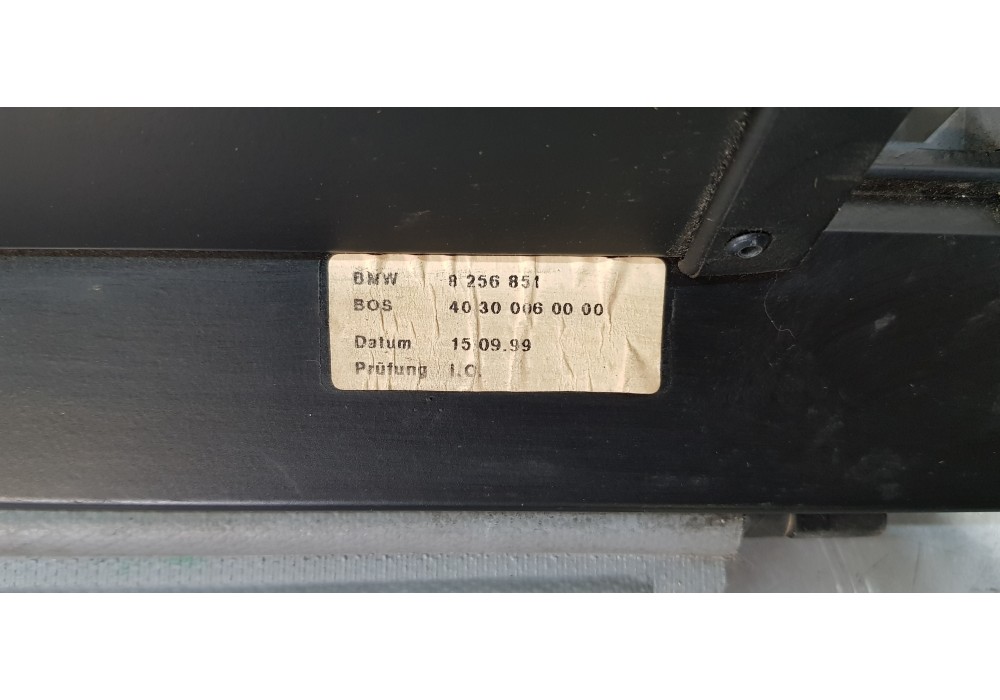 BMW 8 256 851
BOS 40 30 006 00 00
Datum 15.09.99
Prüfung I.O.